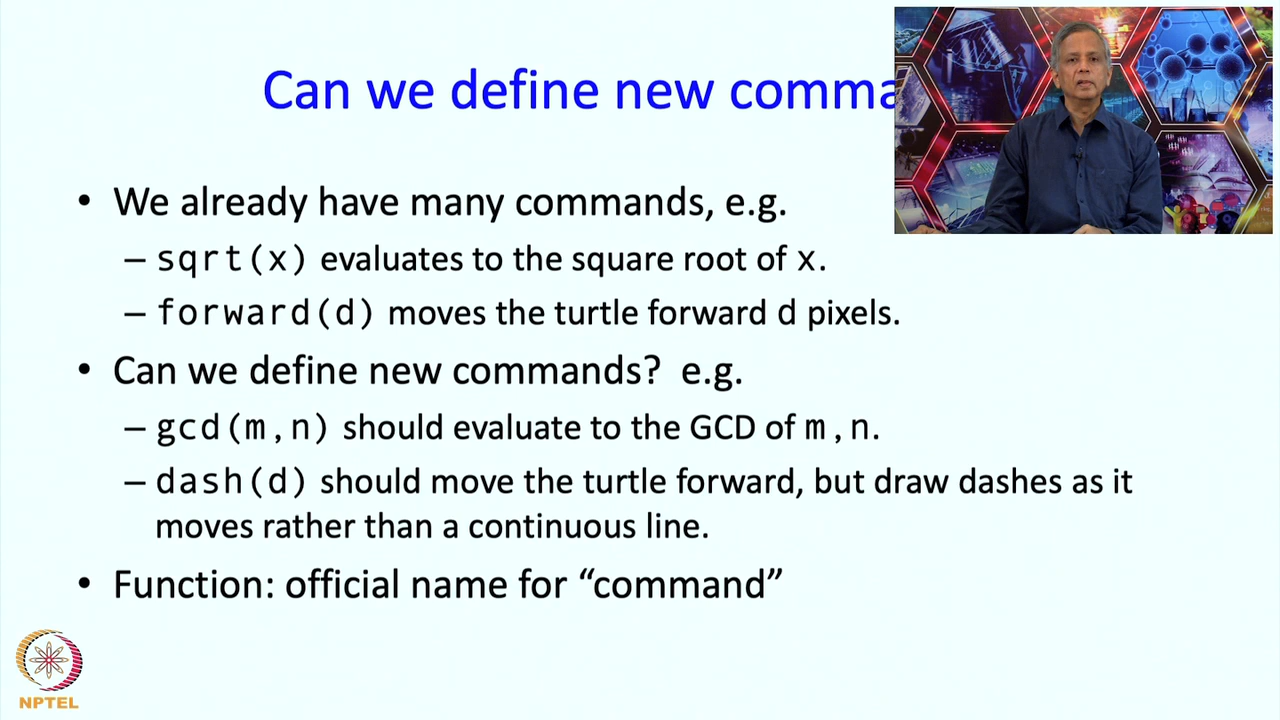 Can we define new comma
• We already have many commands, e.g.
– sqrt(x) evaluates to the square root of x.
– forward(d) moves the turtle forward d pixels.
• Can we define new commands? e.g.
– gcd(m,n) should evaluate to the GCD of m,n.
– dash(d) should move the turtle forward, but draw dashes as it
moves rather than a continuous line.
• Function: official name for “command”
NPTEL